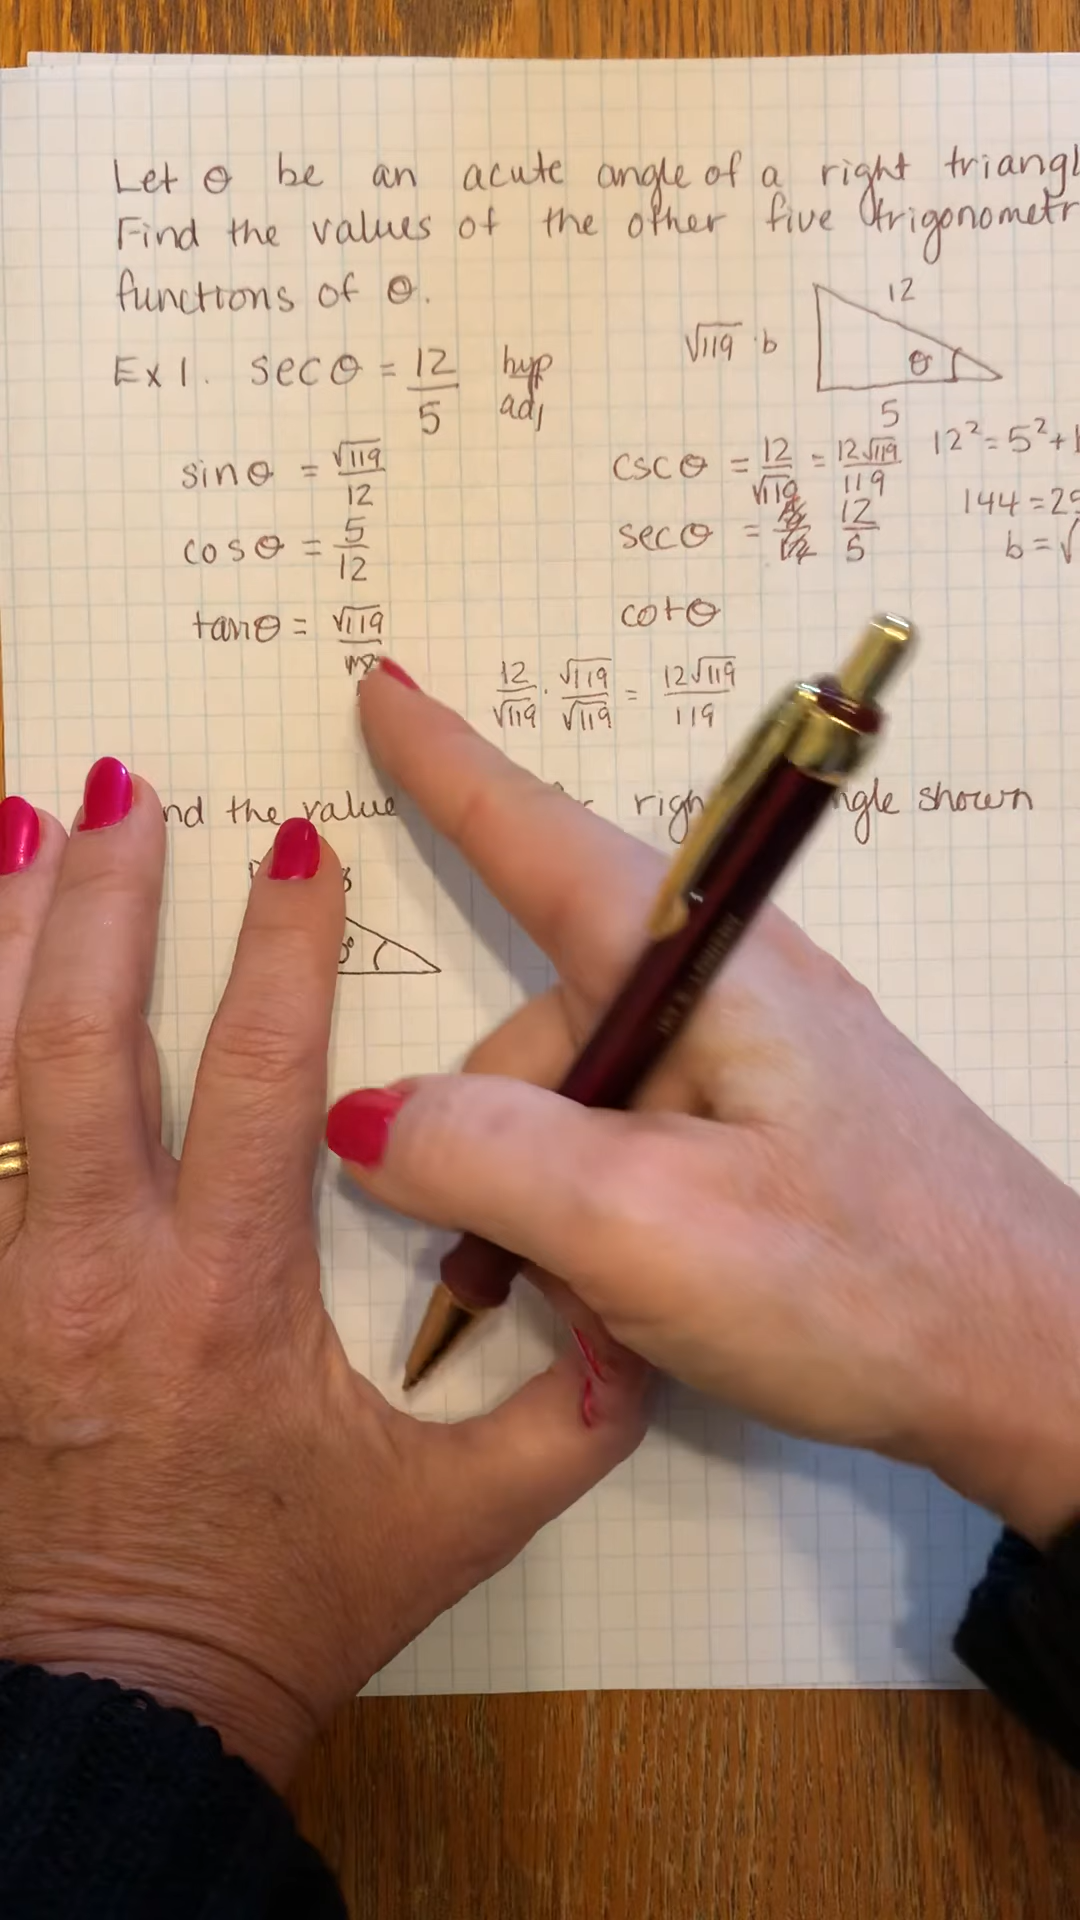 Let θ be an acute angle of a right triangl
Find the values of the other five trigonometr
functions of θ.
Ex 1. secθ = 12/5 hyp/adj
√119 b
12
θ
5
sinθ = √119/12
cscθ = 12/√119 = 12√119/119
12² = 5² +
cosθ = 5/12
secθ = 12/5
144 = 25
b = √
tanθ = √119/
cotθ
12/√119 · √119/√119 = 12√119/119
nd the value righ ngle shown